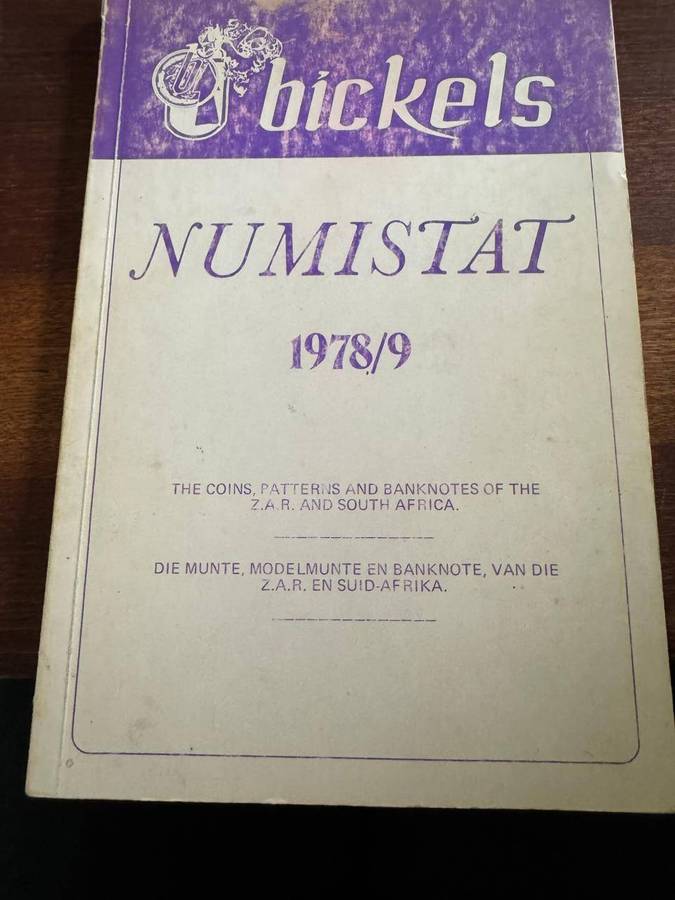 bickels
NUMISTAT
1978/9
THE COINS, PATTERNS AND BANKNOTES OF THE
Z.A.R. AND SOUTH AFRICA.
DIE MUNTE, MODELMUNTE EN BANKNOTE, VAN DIE
Z.A.R. EN SUID-AFRIKA.